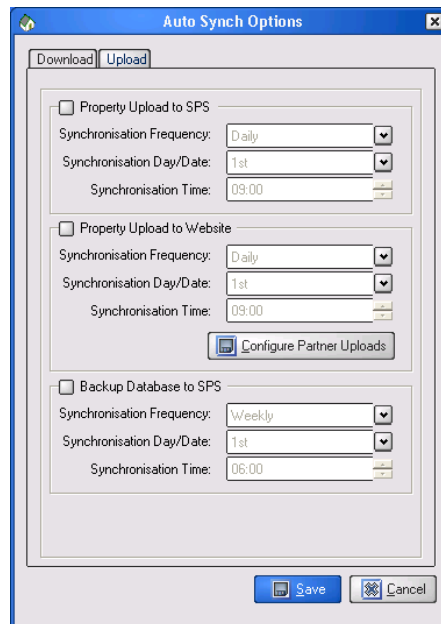 Auto Synch Options
Download Upload
Property Upload to SPS
Synchronisation Frequency: Daily
Synchronisation Day/Date: 1st
Synchronisation Time: 09:00
Property Upload to Website
Synchronisation Frequency: Daily
Synchronisation Day/Date: 1st
Synchronisation Time: 09:00
Configure Partner Uploads
Backup Database to SPS
Synchronisation Frequency: Weekly
Synchronisation Day/Date: 1st
Synchronisation Time: 06:00
Save Cancel